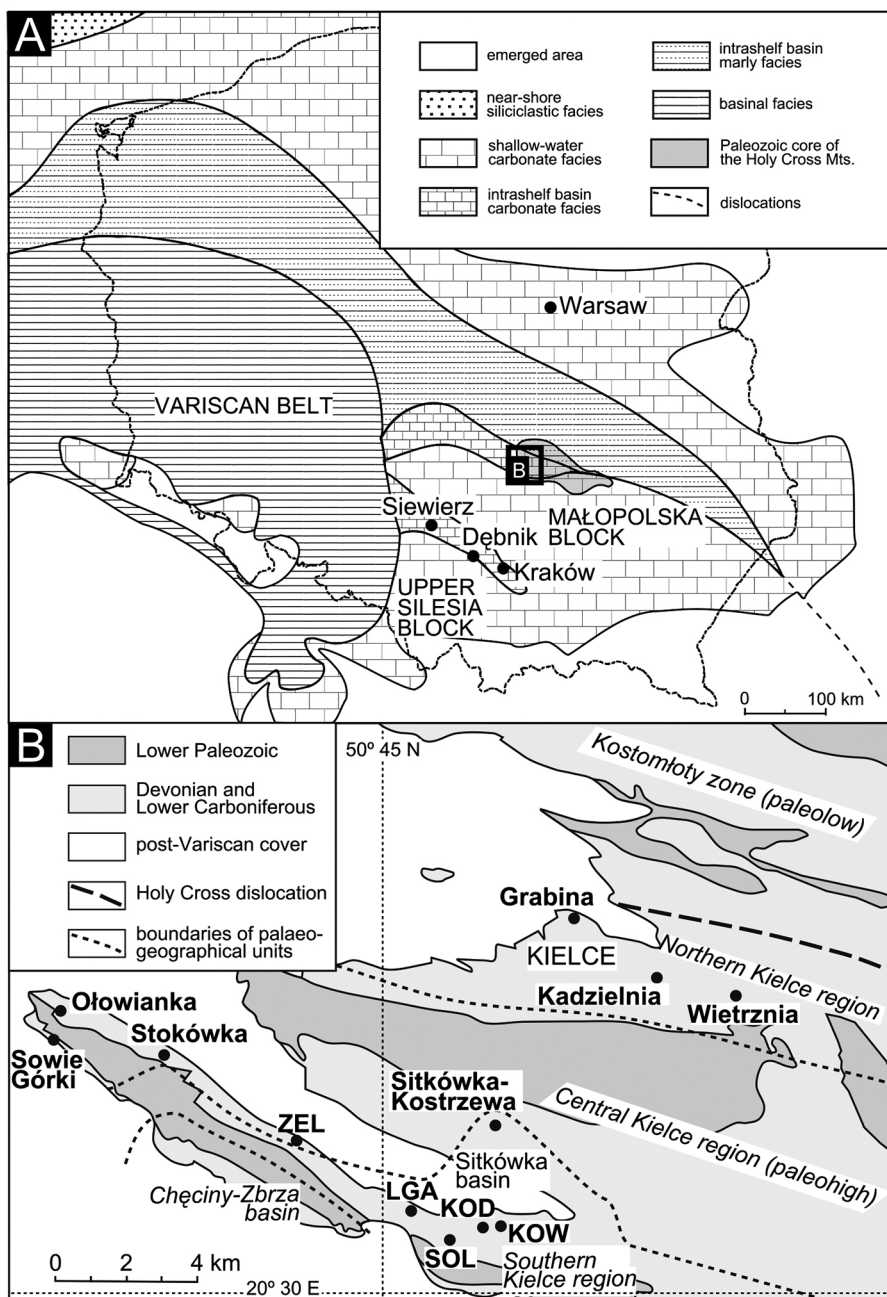 A
emerged area
near-shore
siliciclastic facies
shallow-water
carbonate facies
intrashelf basin
carbonate facies
intrashelf basin
marly facies
basinal facies
Paleozoic core of
the Holy Cross Mts.
dislocations
Warsaw
VARISCAN BELT
B
Siewierz
MAŁOPOLSKA
BLOCK
Dębnik
Kraków
UPPER
SILESIA
BLOCK
0 100 km
B
Lower Paleozoic
Devonian and
Lower Carboniferous
post-Variscan cover
Holy Cross dislocation
boundaries of palaeo-
geographical units
50º 45 N
Kostomłoty zone (paleolow)
Grabina
KIELCE
Northern Kielce region
Kadzielnia
Wietrznia
Ołowianka
Stokówka
Sowie
Górki
Sitkówka-
Kostrzewa
Central Kielce region (paleohigh)
ZEL
Sitkówka
basin
LGA
KOD
KOW
SOL
Chęciny-Zbrza
basin
Southern
Kielce region
0 2 4 km
20º 30 E